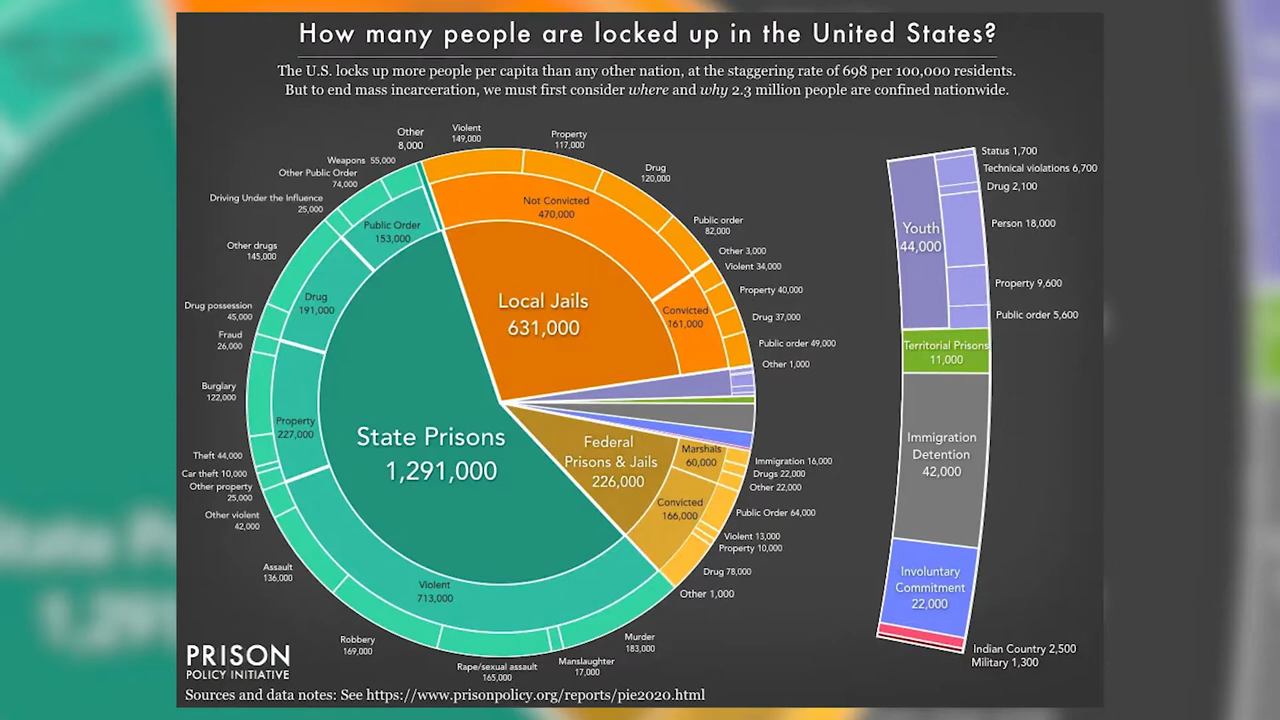 How many people are locked up in the United States?
The U.S. locks up more people per capita than any other nation, at the staggering rate of 698 per 100,000 residents.
But to end mass incarceration, we must first consider where and why 2.3 million people are confined nationwide.
Other
8,000
Violent
149,000
Property
117,000
Drug
120,000
Public order
82,000
Other 3,000
Violent 34,000
Property 40,000
Drug 37,000
Public order 49,000
Other 1,000
Not Convicted
470,000
Convicted
161,000
Local Jails
631,000
Weapons 55,000
Other Public Order
74,000
Driving Under the Influence
25,000
Public Order
153,000
Other drugs
145,000
Drug possession
45,000
Drug
191,000
Fraud
26,000
Burglary
122,000
Theft 44,000
Car theft 10,000
Other property
25,000
Property
227,000
Other violent
42,000
Assault
136,000
Robbery
169,000
Rape/sexual assault
165,000
Manslaughter
17,000
Murder
183,000
Violent
713,000
State Prisons
1,291,000
Federal
Prisons & Jails
226,000
Marshals
60,000
Convicted
166,000
Immigration 16,000
Drugs 22,000
Other 22,000
Public Order 64,000
Violent 13,000
Property 10,000
Drug 78,000
Other 1,000
Youth
44,000
Status 1,700
Technical violations 6,700
Drug 2,100
Person 18,000
Property 9,600
Public order 5,600
Territorial Prisons
11,000
Immigration
Detention
42,000
Involuntary
Commitment
22,000
Indian Country 2,500
Military 1,300
PRISON
POLICY INITIATIVE
Sources and data notes: See https://www.prisonpolicy.org/reports/pie2020.html